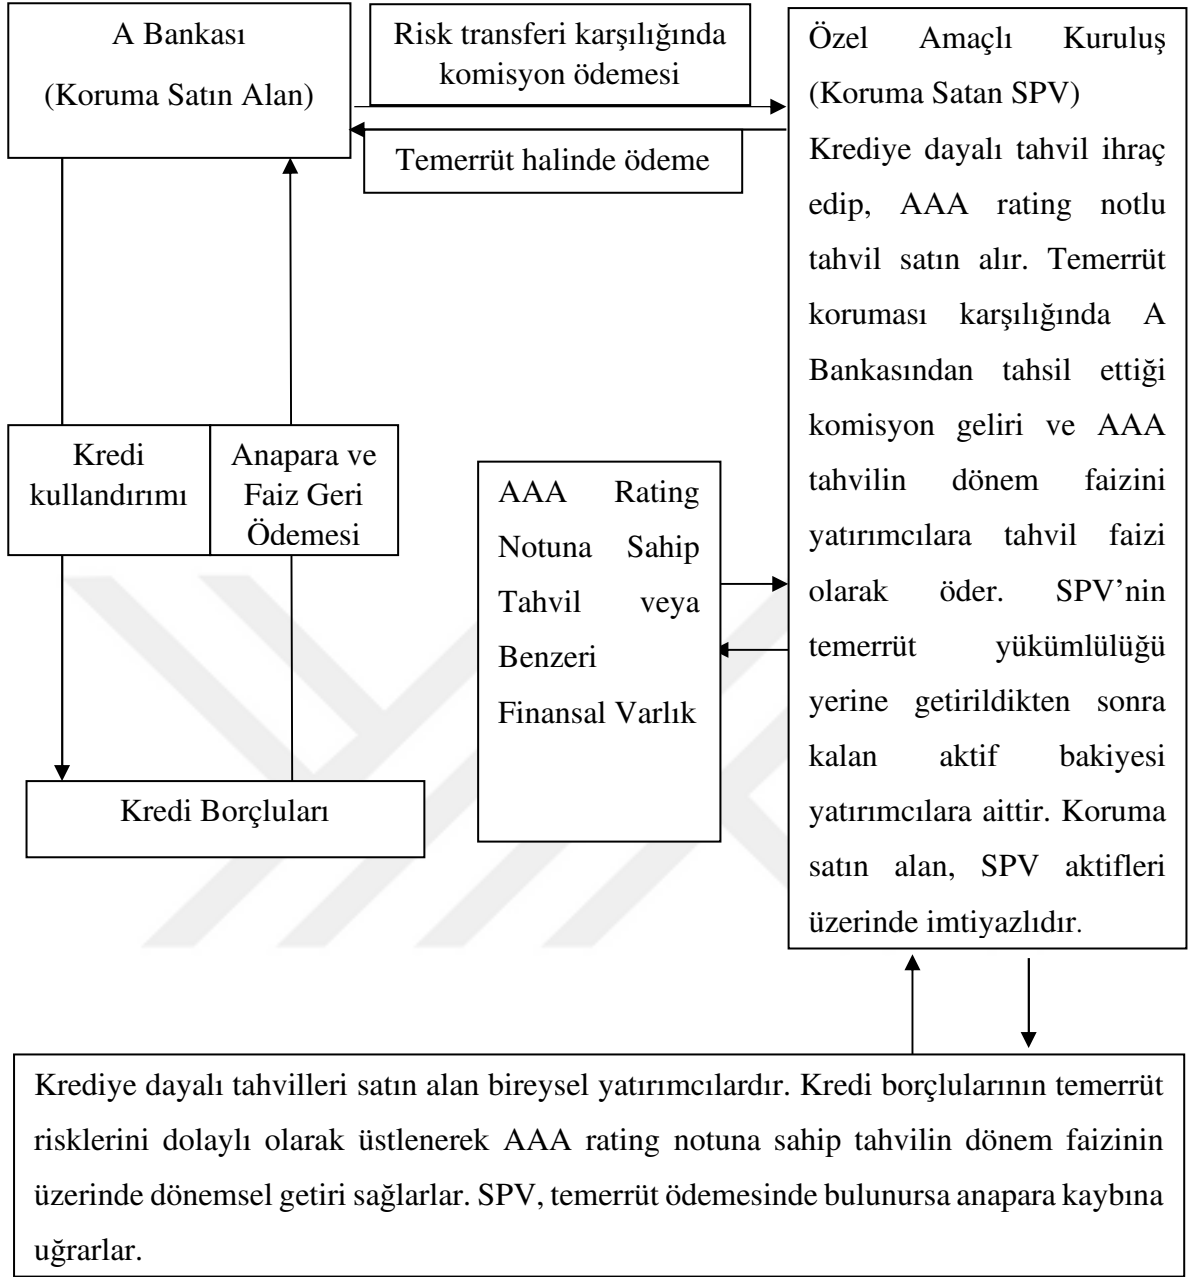 A Bankası
(Koruma Satın Alan)
Risk transferi karşılığında
komisyon ödemesi
Temerrüt halinde ödeme
Özel Amaçlı Kuruluş
(Koruma Satan SPV)
Krediye dayalı tahvil ihraç
edip, AAA rating notlu
tahvil satın alır. Temerrüt
koruması karşılığında A
Bankasından tahsil ettiği
komisyon geliri ve AAA
tahvilin dönem faizini
yatırımcılara tahvil faizi
olarak öder. SPV’nin
temerrüt yükümlülüğü
yerine getirildikten sonra
kalan aktif bakiyesi
yatırımcılara aittir. Koruma
satın alan, SPV aktifleri
üzerinde imtiyazlıdır.
Kredi
kullandırımı
Anapara ve
Faiz Geri
Ödemesi
AAA Rating
Notuna Sahip
Tahvil veya
Benzeri
Finansal Varlık
Kredi Borçluları
Krediye dayalı tahvilleri satın alan bireysel yatırımcılardır. Kredi borçlularının temerrüt
risklerini dolaylı olarak üstlenerek AAA rating notuna sahip tahvilin dönem faizinin
üzerinde dönemsel getiri sağlarlar. SPV, temerrüt ödemesinde bulunursa anapara kaybına
uğrarlar.